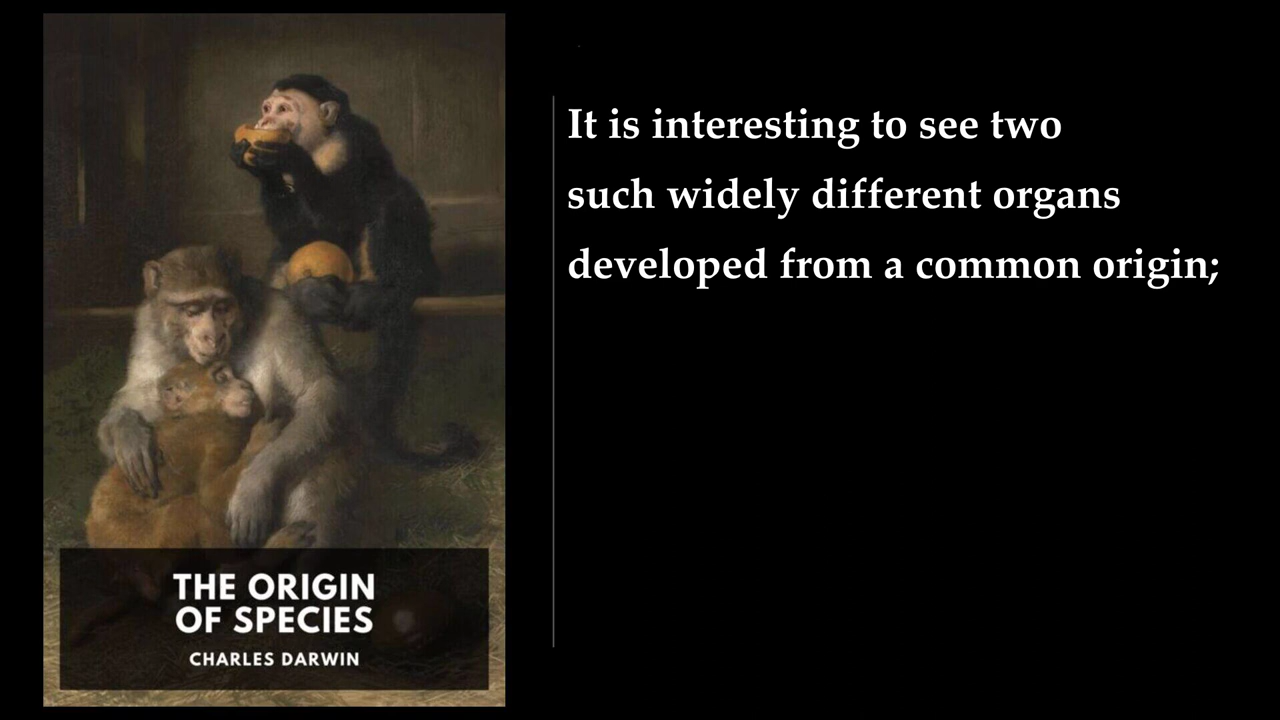 It is interesting to see two
such widely different organs
developed from a common origin;
THE ORIGIN
OF SPECIES
CHARLES DARWIN